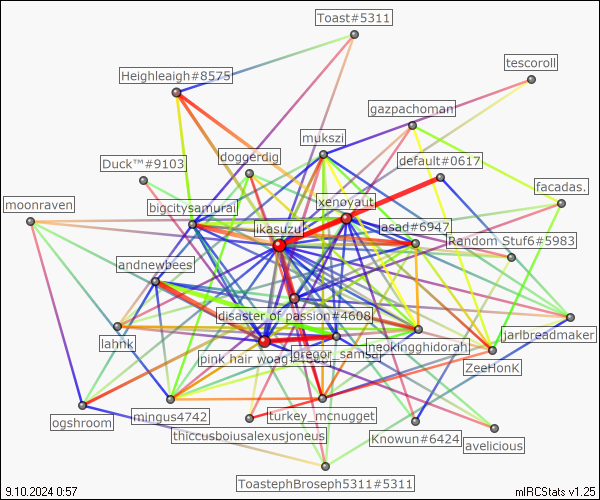 Toast#5311
tescoroll
Heighleigh#8575
gazpachoman
mukszi
doggerdig
default#0617
Duck™#9103
facadas.
moonraven
xenoyaut
bigcitysamurai
ikasuzu
asad#6947
Random Stuf6#5983
andnewbees
disaster of passion#4608
jarlbreadmaker
lahnk
neokingghidorah
gregor_samsa
pink hair woag
ZeeHonK
mingus4742
turkey_mcnugget
ogshroom
thiccusboiusalexusjoneus
Knowun#6424
avelicious
ToastephBroseph5311#5311
9.10.2024 0:57
mIRCStats v1.25